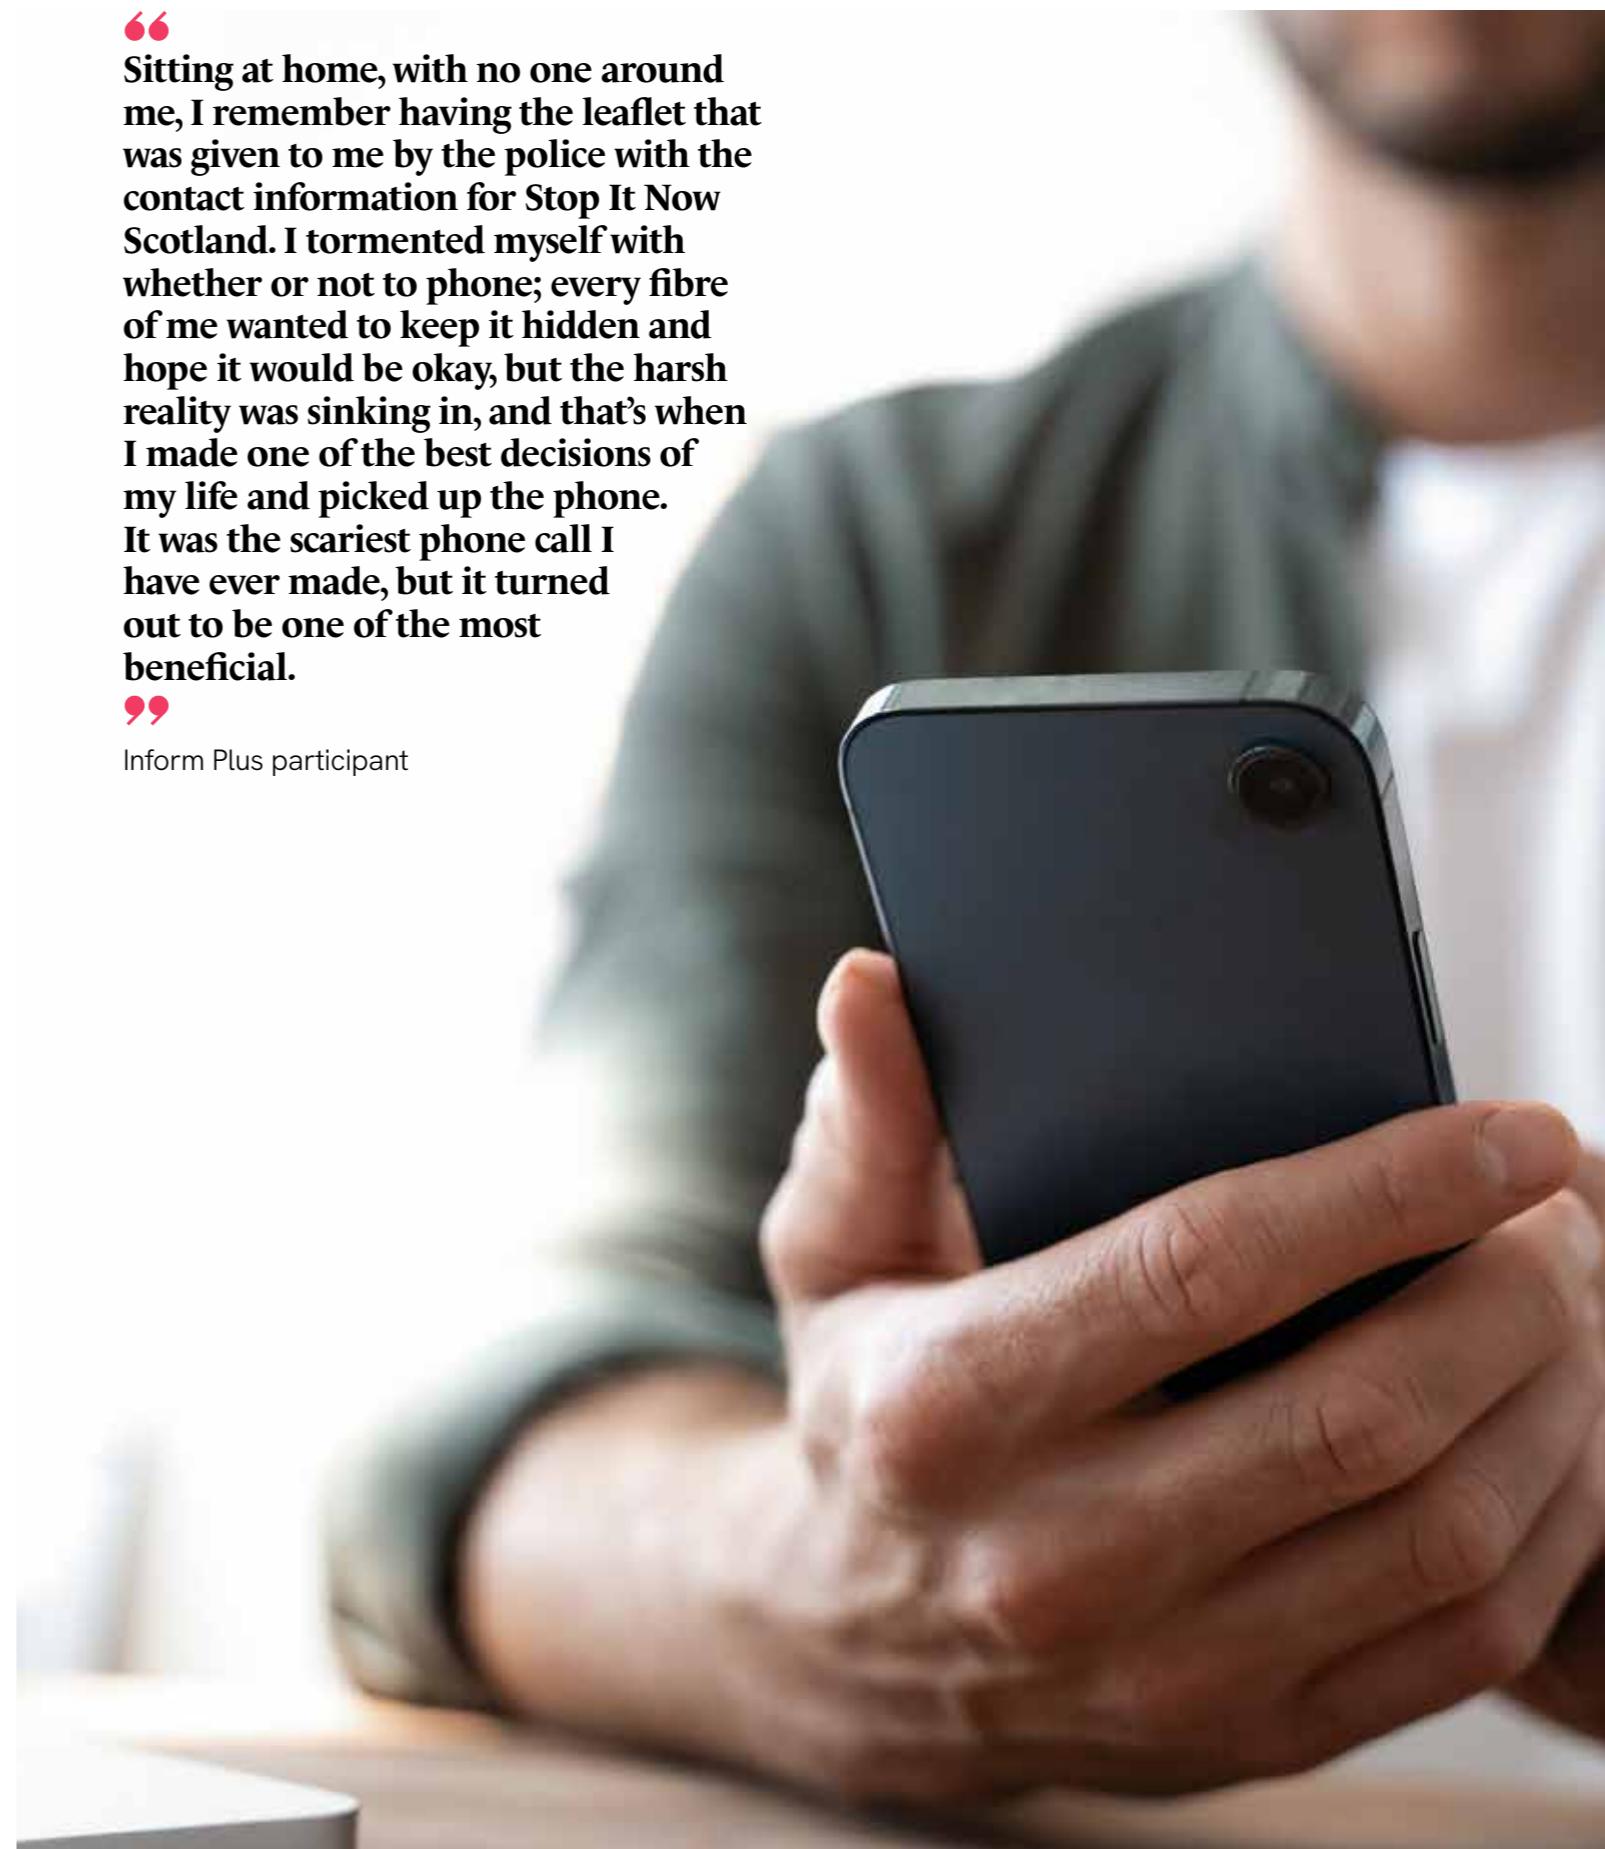 “
Sitting at home, with no one around
me, I remember having the leaflet that
was given to me by the police with the
contact information for Stop It Now
Scotland. I tormented myself with
whether or not to phone; every fibre
of me wanted to keep it hidden and
hope it would be okay, but the harsh
reality was sinking in, and that’s when
I made one of the best decisions of
my life and picked up the phone.
It was the scariest phone call I
have ever made, but it turned
out to be one of the most
beneficial.
”
Inform Plus participant